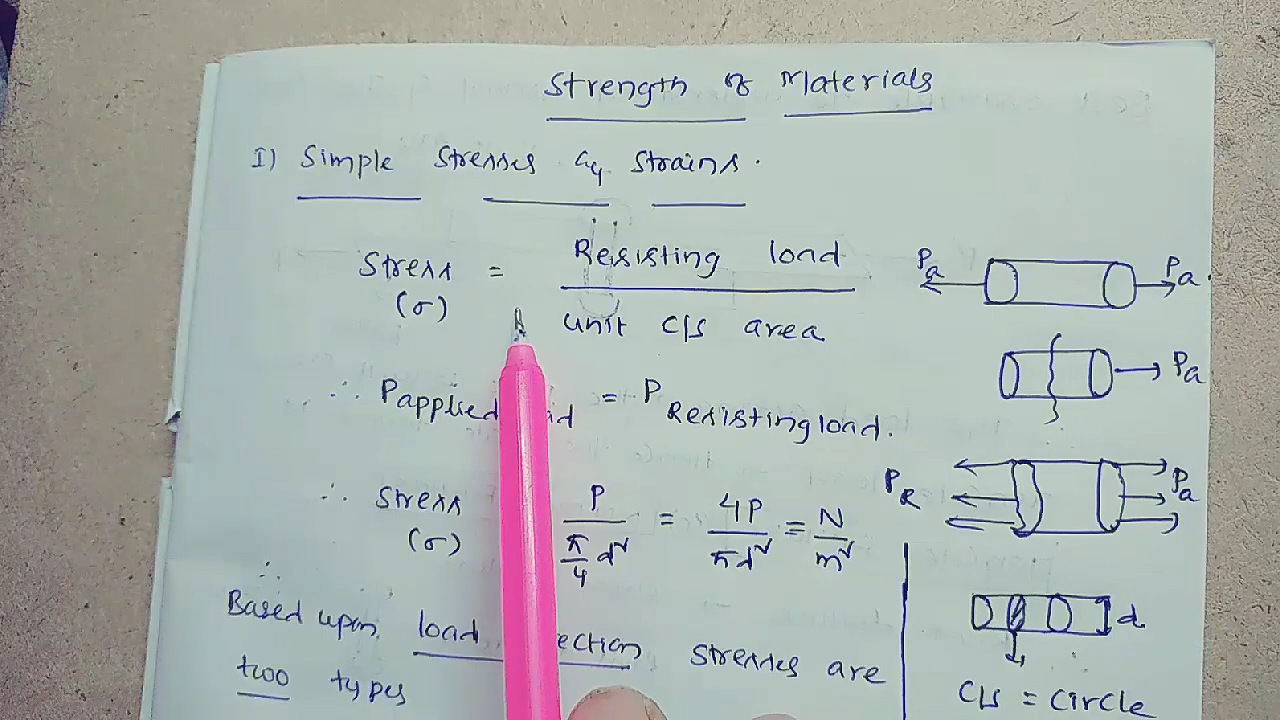 Strength of Materials
I) Simple Stresses & Strains.
Stress (σ) = Resisting load / unit c/s area
Pa Pa
∴ Papplied = P Resisting load.
Pa
∴ Stress (σ) P / π/4 d² = 4P / πd² = N / m²
PR Pa
Based upon load stresses are
two types
d
C/s = circle